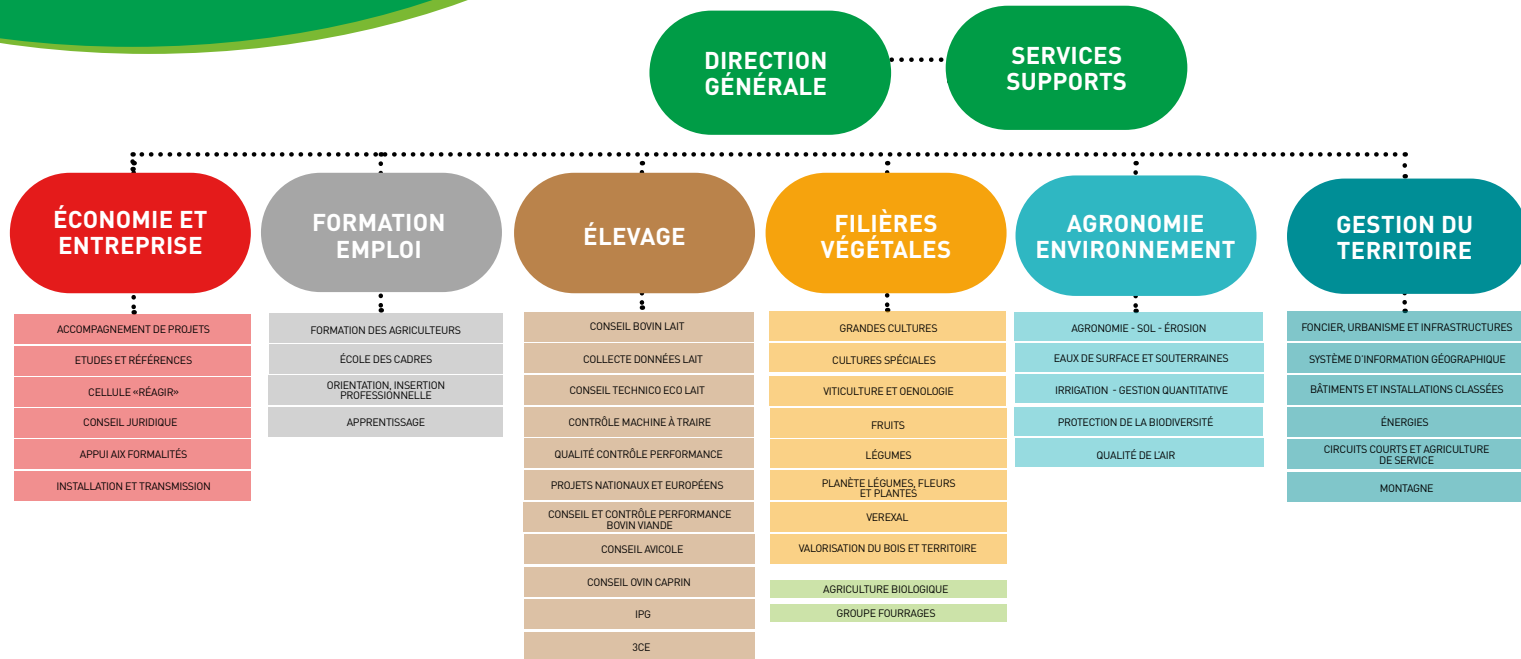 DIRECTION
GÉNÉRALE
SERVICES
SUPPORTS
ÉCONOMIE ET
ENTREPRISE
ACCOMPAGNEMENT DE PROJETS
ETUDES ET RÉFÉRENCES
CELLULE «RÉAGIR»
CONSEIL JURIDIQUE
APPUI AIX FORMALITÉS
INSTALLATION ET TRANSMISSION
FORMATION
EMPLOI
FORMATION DES AGRICULTEURS
ÉCOLE DES CADRES
ORIENTATION, INSERTION
PROFESSIONNELLE
APPRENTISSAGE
ÉLEVAGE
CONSEIL BOVIN LAIT
COLLECTE DONNÉES LAIT
CONSEIL TECHNICO ECO LAIT
CONTRÔLE MACHINE À TRAIRE
QUALITÉ CONTRÔLE PERFORMANCE
PROJETS NATIONAUX ET EUROPÉENS
CONSEIL ET CONTRÔLE PERFORMANCE
BOVIN VIANDE
CONSEIL AVICOLE
CONSEIL OVIN CAPRIN
IPG
3CE
FILIÈRES
VÉGÉTALES
GRANDES CULTURES
CULTURES SPÉCIALES
VITICULTURE ET OENOLOGIE
FRUITS
LÉGUMES
PLANÈTE LÉGUMES, FLEURS
ET PLANTES
VEREXAL
VALORISATION DU BOIS ET TERRITOIRE
AGRICULTURE BIOLOGIQUE
GROUPE FOURRAGES
AGRONOMIE
ENVIRONNEMENT
AGRONOMIE - SOL - ÉROSION
EAUX DE SURFACE ET SOUTERRAINES
IRRIGATION - GESTION QUANTITATIVE
PROTECTION DE LA BIODIVERSITÉ
QUALITÉ DE L'AIR
GESTION DU
TERRITOIRE
FONCIER, URBANISME ET INFRASTRUCTURES
SYSTÈME D'INFORMATION GÉOGRAPHIQUE
BÂTIMENTS ET INSTALLATIONS CLASSÉES
ÉNERGIES
CIRCUITS COURTS ET AGRICULTURE
DE SERVICE
MONTAGNE